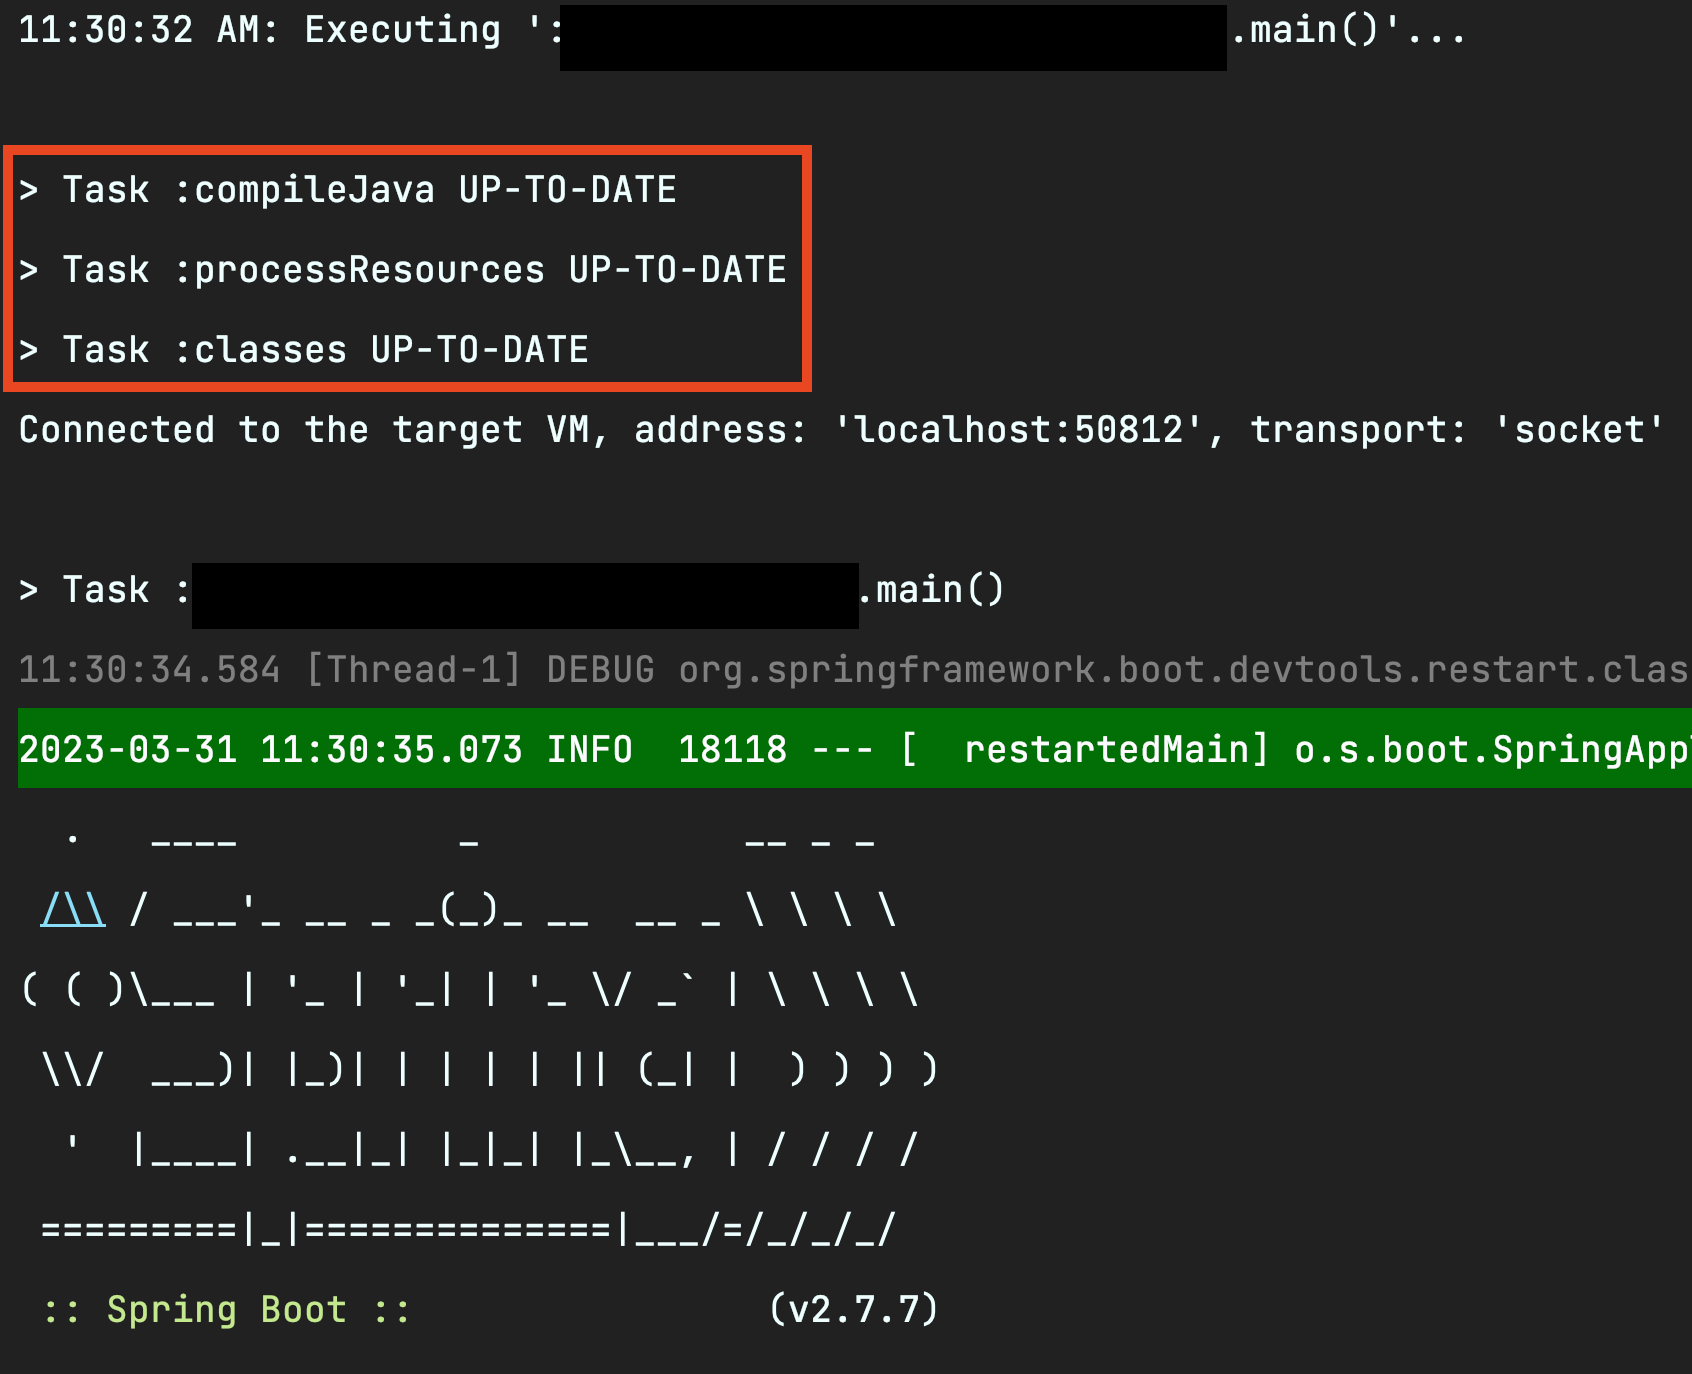 11:30:32 AM: Executing ': .main()'...
> Task :compileJava UP-TO-DATE
> Task :processResources UP-TO-DATE
> Task :classes UP-TO-DATE
Connected to the target VM, address: 'localhost:50812', transport: 'socket'
> Task : .main()
11:30:34.584 [Thread-1] DEBUG org.springframework.boot.devtools.restart.clas
2023-03-31 11:30:35.073 INFO  18118 --- [  restartedMain] o.s.boot.SpringApp
  .   ____          _            __ _ _
 /\\ / ___'_ __ _ _(_)_ __  __ _ \ \ \ \
( ( )\___ | '_ | '_| | '_ \/ _` | \ \ \ \
 \\/  ___)| |_)| | | | | || (_| |  ) ) ) )
  '  |____| .__|_| |_|_| |_\__, | / / / /
 =========|_|==============|___/=/_/_/_/
 :: Spring Boot ::                (v2.7.7)